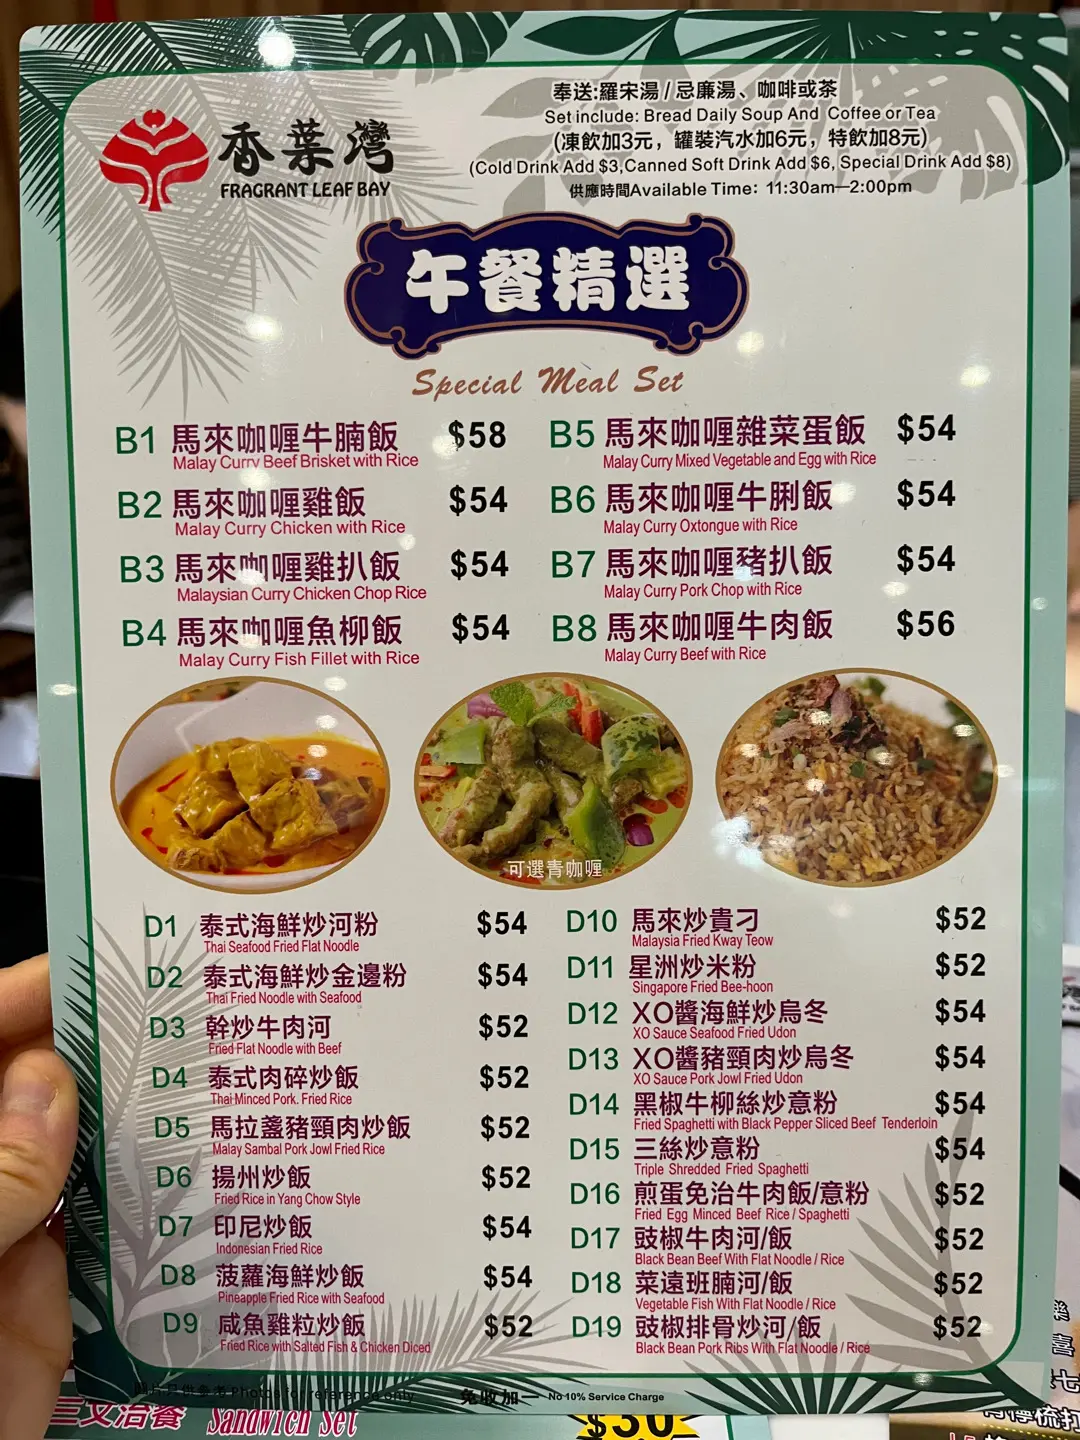 奉送:羅宋湯/忌廉湯、咖啡或茶
Set include: Bread Daily Soup And Coffee or Tea
(凍飲加3元，罐裝汽水加6元，特飲加8元)
(Cold Drink Add $3,Canned Soft Drink Add $6, Special Drink Add $8)
供應時間Available Time: 11:30am—2:00pm
香葉灣
FRAGRANT LEAF BAY
午餐精選
Special Meal Set
B1 馬來咖喱牛腩飯 $58
Malay Curry Beef Brisket with Rice
B2 馬來咖喱雞飯 $54
Malay Curry Chicken with Rice
B3 馬來咖喱雞扒飯 $54
Malaysian Curry Chicken Chop Rice
B4 馬來咖喱魚柳飯 $54
Malay Curry Fish Fillet with Rice
B5 馬來咖喱雜菜蛋飯 $54
Malay Curry Mixed Vegetable and Egg with Rice
B6 馬來咖喱牛脷飯 $54
Malay Curry Oxtongue with Rice
B7 馬來咖喱豬扒飯 $54
Malay Curry Pork Chop with Rice
B8 馬來咖喱牛肉飯 $56
Malay Curry Beef with Rice
可選青咖喱
D1 泰式海鮮炒河粉 $54
Thai Seafood Fried Flat Noodle
D2 泰式海鮮炒金邊粉 $54
Thai Fried Noodle with Seafood
D3 幹炒牛肉河 $52
Fried Flat Noodle with Beef
D4 泰式肉碎炒飯 $52
Thai Minced Pork. Fried Rice
D5 馬拉盞豬頸肉炒飯 $52
Malay Sambal Pork Jowl Fried Rice
D6 揚州炒飯 $52
Fried Rice in Yang Chow Style
D7 印尼炒飯 $54
Indonesian Fried Rice
D8 菠蘿海鮮炒飯 $54
Pineapple Fried Rice with Seafood
D9 咸魚雞粒炒飯 $52
Fried Rice with Salted Fish & Chicken Diced
D10 馬來炒貴刁 $52
Malaysia Fried Kway Teow
D11 星洲炒米粉 $52
Singapore Fried Bee-hoon
D12 XO醬海鮮炒烏冬 $54
XO Sauce Seafood Fried Udon
D13 XO醬豬頸肉炒烏冬 $54
XO Sauce Pork Jowl Fried Udon
D14 黑椒牛柳絲炒意粉 $54
Fried Spaghetti with Black Pepper Sliced Beef Tenderloin
D15 三絲炒意粉 $54
Triple Shredded Fried Spaghetti
D16 煎蛋免治牛肉飯/意粉 $52
Fried Egg Minced Beef Rice / Spaghetti
D17 豉椒牛肉河/飯 $52
Black Bean Beef With Flat Noodle / Rice
D18 菜遠班腩河/飯 $52
Vegetable Fish With Flat Noodle / Rice
D19 豉椒排骨炒河/飯 $52
Black Bean Pork Ribs With Flat Noodle / Rice
圖片只供參考 Photos for reference only
免收加一 No 10% Service Charge
三文治餐 Sandwich Set
$30